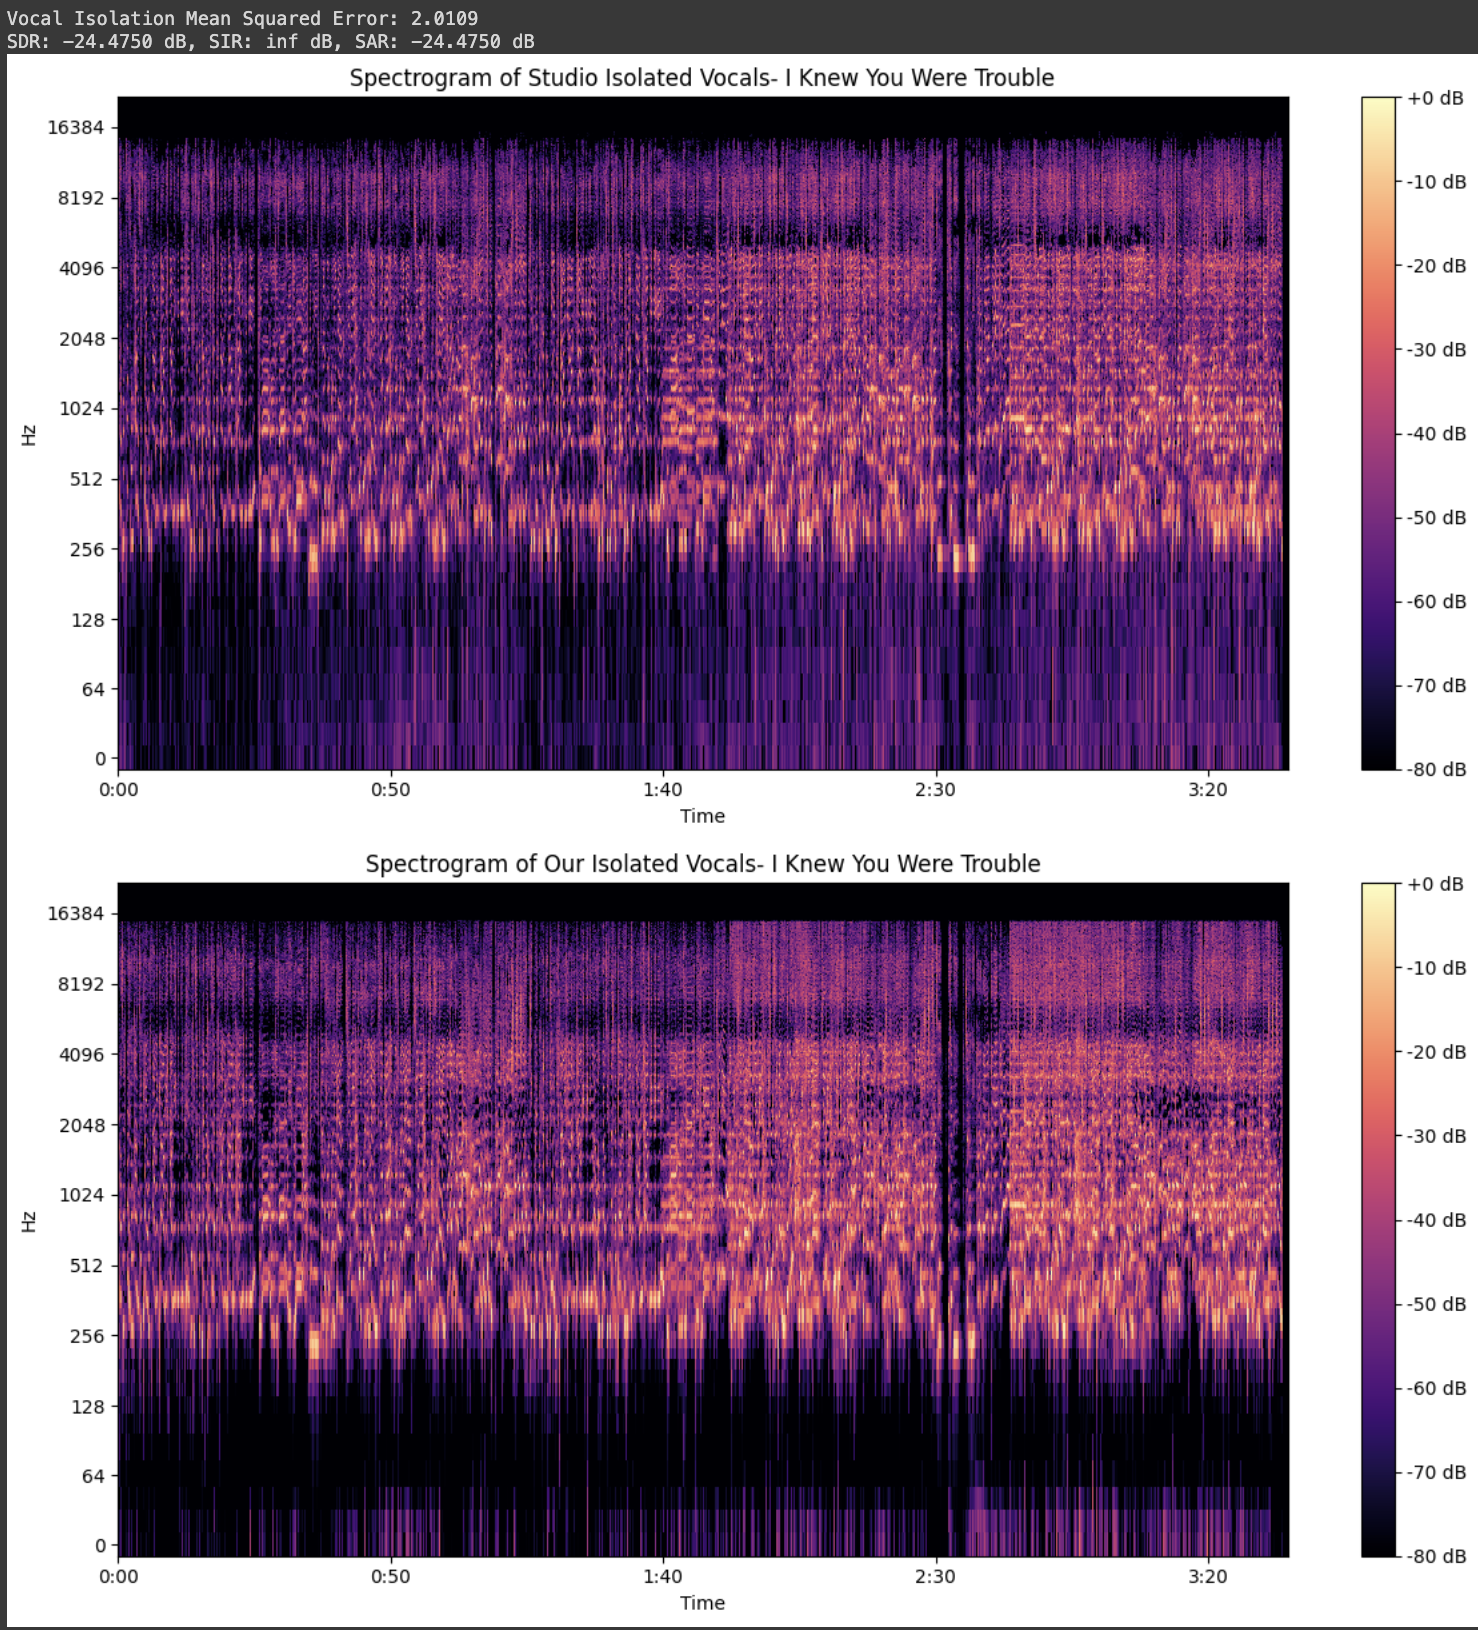 Vocal Isolation Mean Squared Error: 2.0109
SDR: −24.4750 dB, SIR: inf dB, SAR: −24.4750 dB
Spectrogram of Studio Isolated Vocals- I Knew You Were Trouble
16384
8192
4096
2048
1024
512
256
128
64
0
Hz
0:00
0:50
1:40
2:30
3:20
Time
+0 dB
-10 dB
-20 dB
-30 dB
-40 dB
-50 dB
-60 dB
-70 dB
-80 dB
Spectrogram of Our Isolated Vocals- I Knew You Were Trouble
16384
8192
4096
2048
1024
512
256
128
64
0
Hz
0:00
0:50
1:40
2:30
3:20
Time
+0 dB
-10 dB
-20 dB
-30 dB
-40 dB
-50 dB
-60 dB
-70 dB
-80 dB